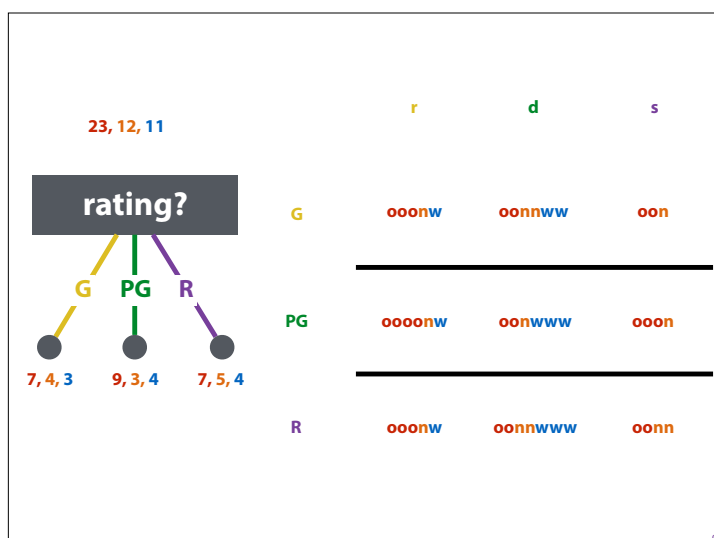 r d s
23, 12, 11
rating?
G ooonw oonnww oon
G PG R
PG oooonw oonwww ooon
7, 4, 3 9, 3, 4 7, 5, 4
R ooonw oonnwww oonn